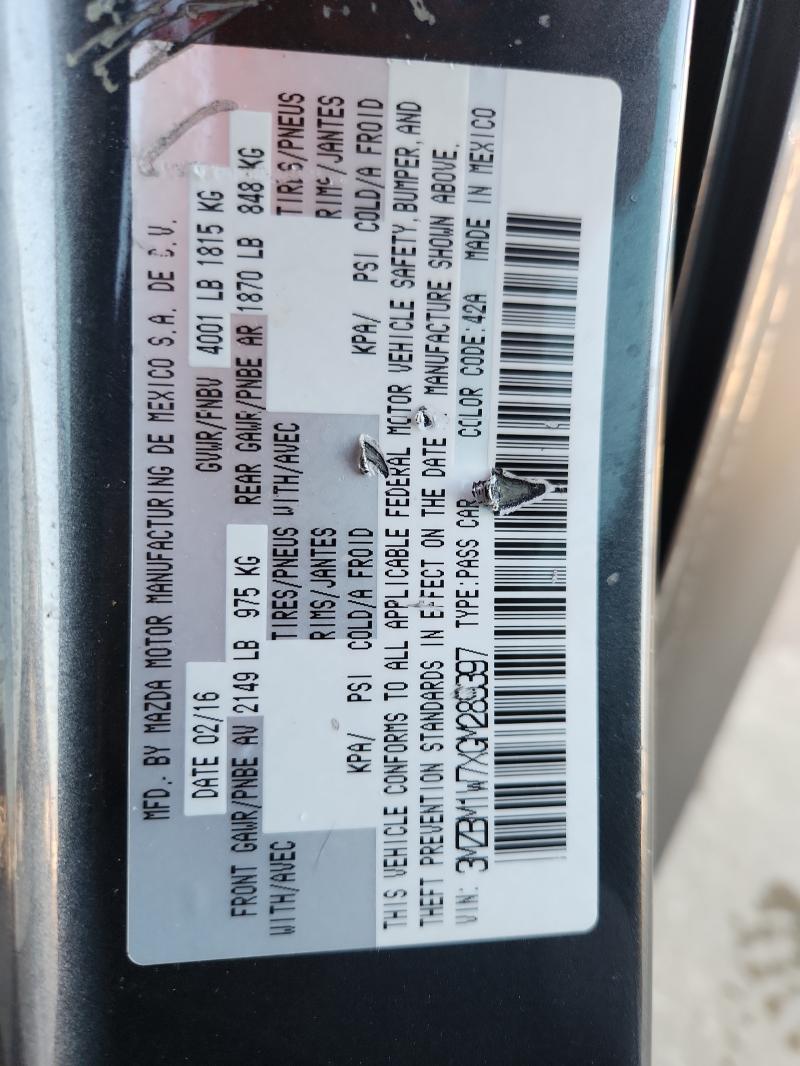 MFD. BY MAZDA MOTOR MANUFACTURING DE MEXICO S.A. DE C.V.
DATE 02/16 GVWR/PNBV 4001 LB 1815 KG
FRONT GAWR/PNBE AV 2149 LB 975 KG REAR GAWR/PNBE AR 1870 LB 848 KG
WITH/AVEC TIRES/PNEUS WITH/AVEC TIRES/PNEUS
RIMS/JANTES RIMS/JANTES
KPA/ PSI COLD/A FROID KPA/ PSI COLD/A FROID
THIS VEHICLE CONFORMS TO ALL APPLICABLE FEDERAL MOTOR VEHICLE SAFETY, BUMPER, AND
THEFT PREVENTION STANDARDS IN EFFECT ON THE DATE MANUFACTURE SHOWN ABOVE.
VIN: TYPE:PASS CAR COLOR CODE:42A MADE IN MEXICO